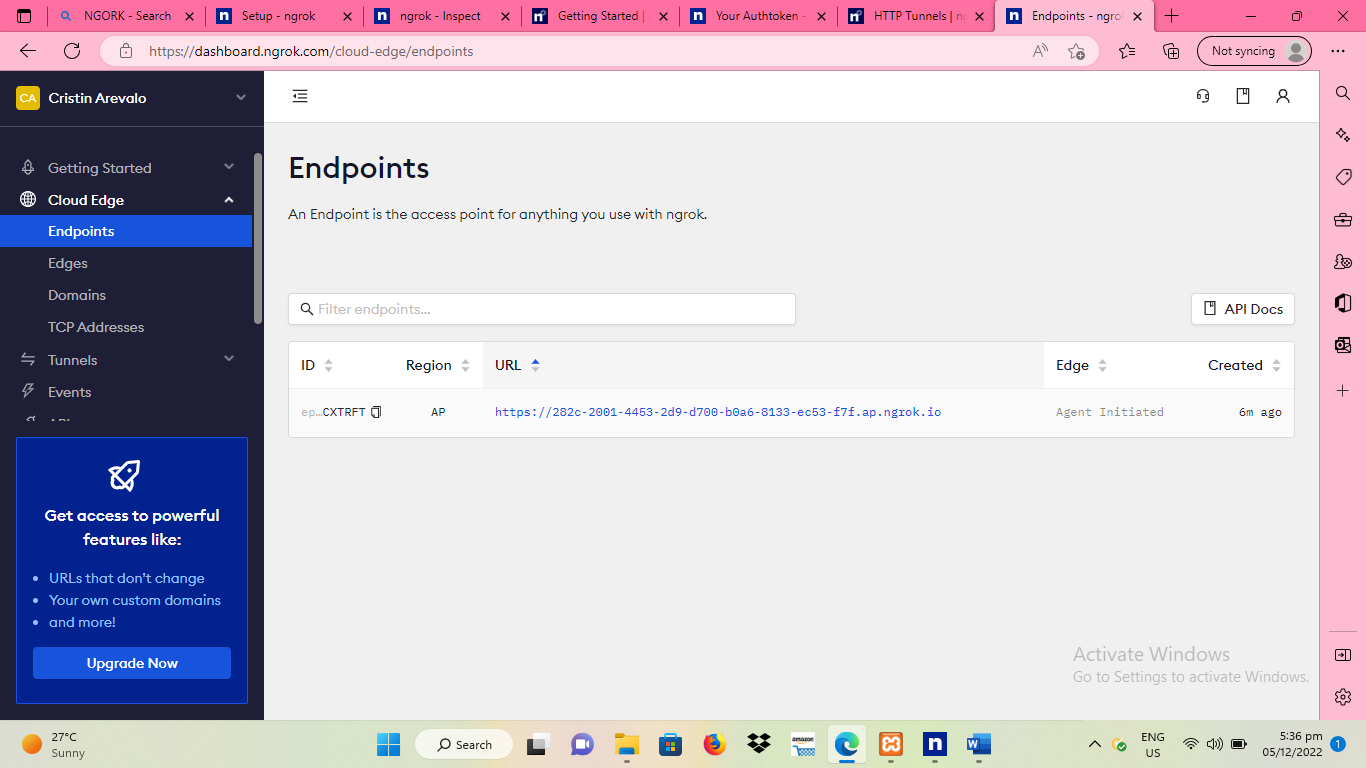 NGORK - Search
Setup - ngrok
ngrok - Inspect
Getting Started |
Your Authtoken -
HTTP Tunnels |
Endpoints - ngrok
https://dashboard.ngrok.com/cloud-edge/endpoints
Not syncing
CA
Cristin Arevalo
Getting Started
Cloud Edge
Endpoints
Edges
Domains
TCP Addresses
Tunnels
Events
Get access to powerful
features like:
• URLs that don't change
• Your own custom domains
• and more!
Upgrade Now
Endpoints
An Endpoint is the access point for anything you use with ngrok.
Filter endpoints...
API Docs
ID Region URL Edge Created
ep…CXTRFT AP https://282c-2001-4453-2d9-d700-b0a6-8133-ec53-f7f.ap.ngrok.io Agent Initiated 6m ago
Activate Windows
Go to Settings to activate Windows.
27°C
Sunny
Search
amazon
ENG
US
5:36 pm
05/12/2022
1